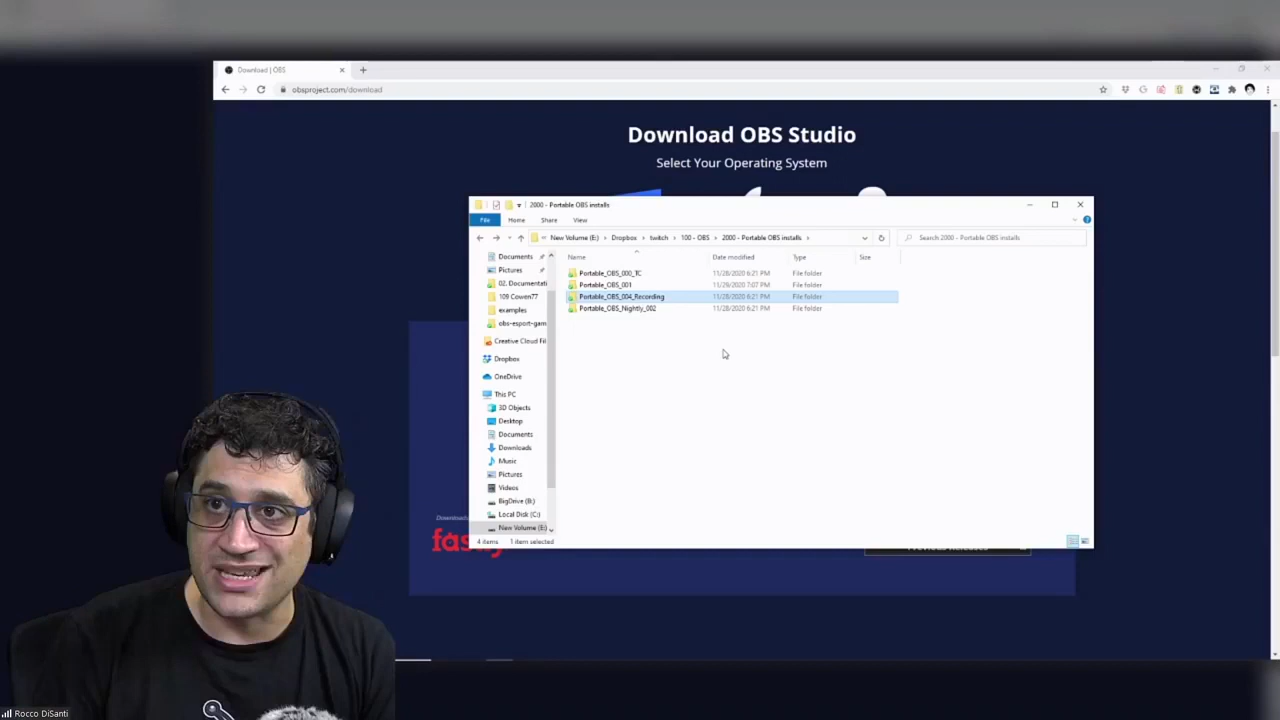 Download | OBS
obsproject.com/download
Download OBS Studio
Select Your Operating System
2000 - Portable OBS installs
File Home Share View
New Volume (E:) › Dropbox › twitch › 100 - OBS › 2000 - Portable OBS installs ›
Search 2000 - Portable OBS installs
Name Date modified Type Size
Documents
Pictures
02. Documentati
109 Cowen77
examples
obs-esport-gam
Creative Cloud Fil
Dropbox
OneDrive
This PC
3D Objects
Desktop
Documents
Downloads
Music
Pictures
Videos
BigDrive (B:)
Local Disk (C:)
New Volume (E:)
Portable_OBS_000_TC 11/28/2020 6:21 PM File folder
Portable_OBS_001 11/29/2020 7:07 PM File folder
Portable_OBS_004_Recording 11/28/2020 6:21 PM File folder
Portable_OBS_Nightly_002 11/28/2020 6:21 PM File folder
4 items 1 item selected
Rocco DiSanti